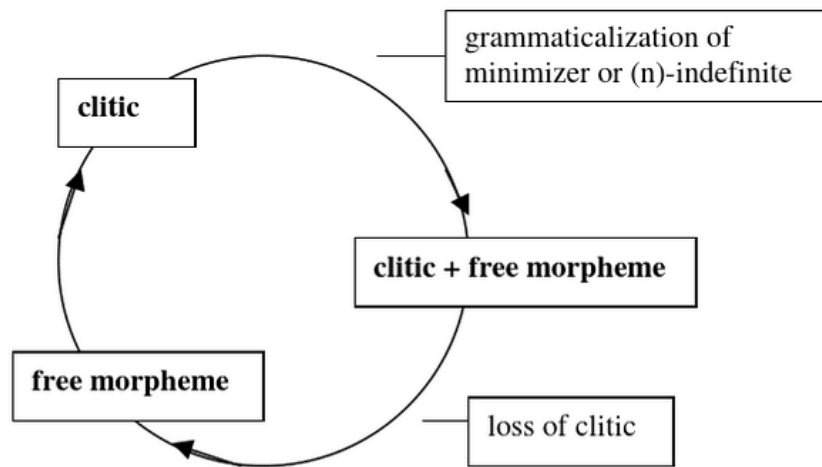 grammaticalization of
minimizer or (n)-indefinite
clitic
clitic + free morpheme
free morpheme
loss of clitic